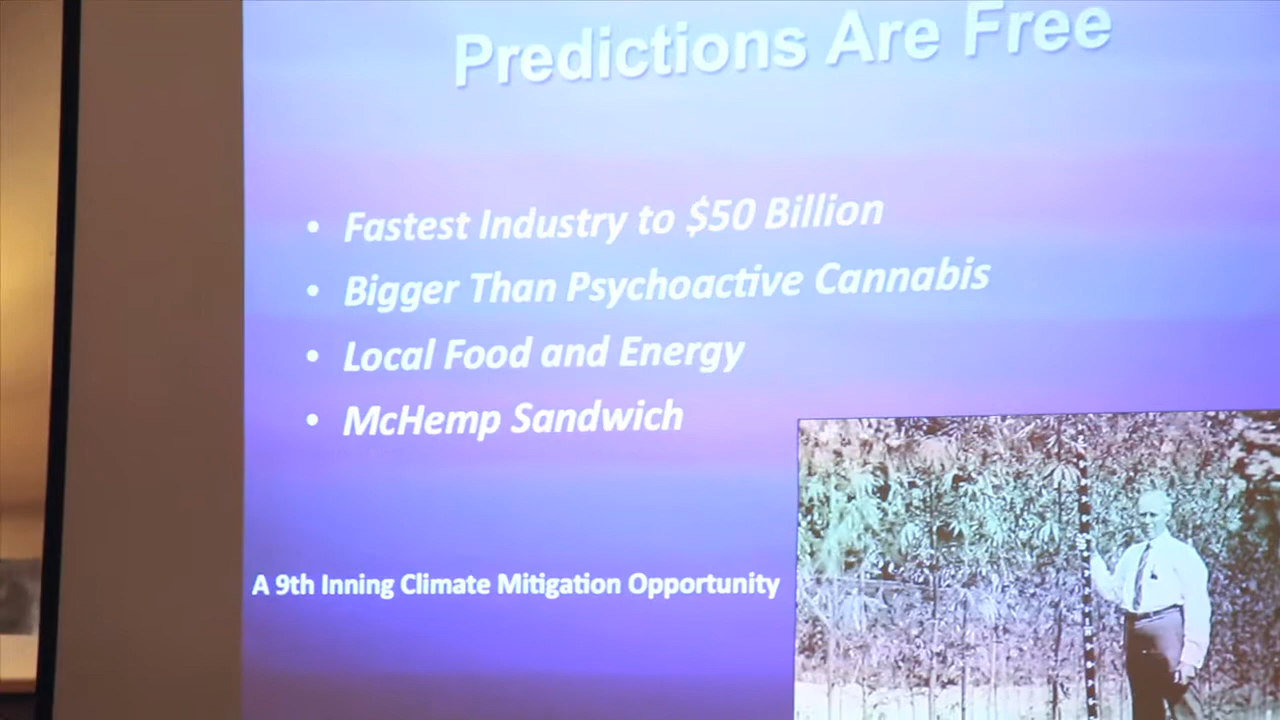 Predictions Are Free
• Fastest Industry to $50 Billion
• Bigger Than Psychoactive Cannabis
• Local Food and Energy
• McHemp Sandwich
A 9th Inning Climate Mitigation Opportunity